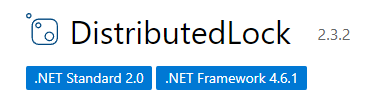 DistributedLock 2.3.2
.NET Standard 2.0 .NET Framework 4.6.1